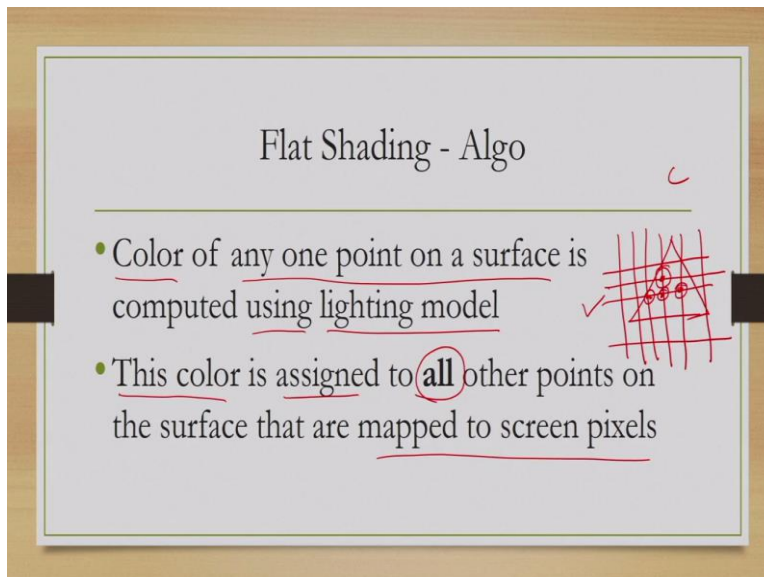 Flat Shading - Algo
C
• Color of any one point on a surface is
computed using lighting model
• This color is assigned to all other points on
the surface that are mapped to screen pixels